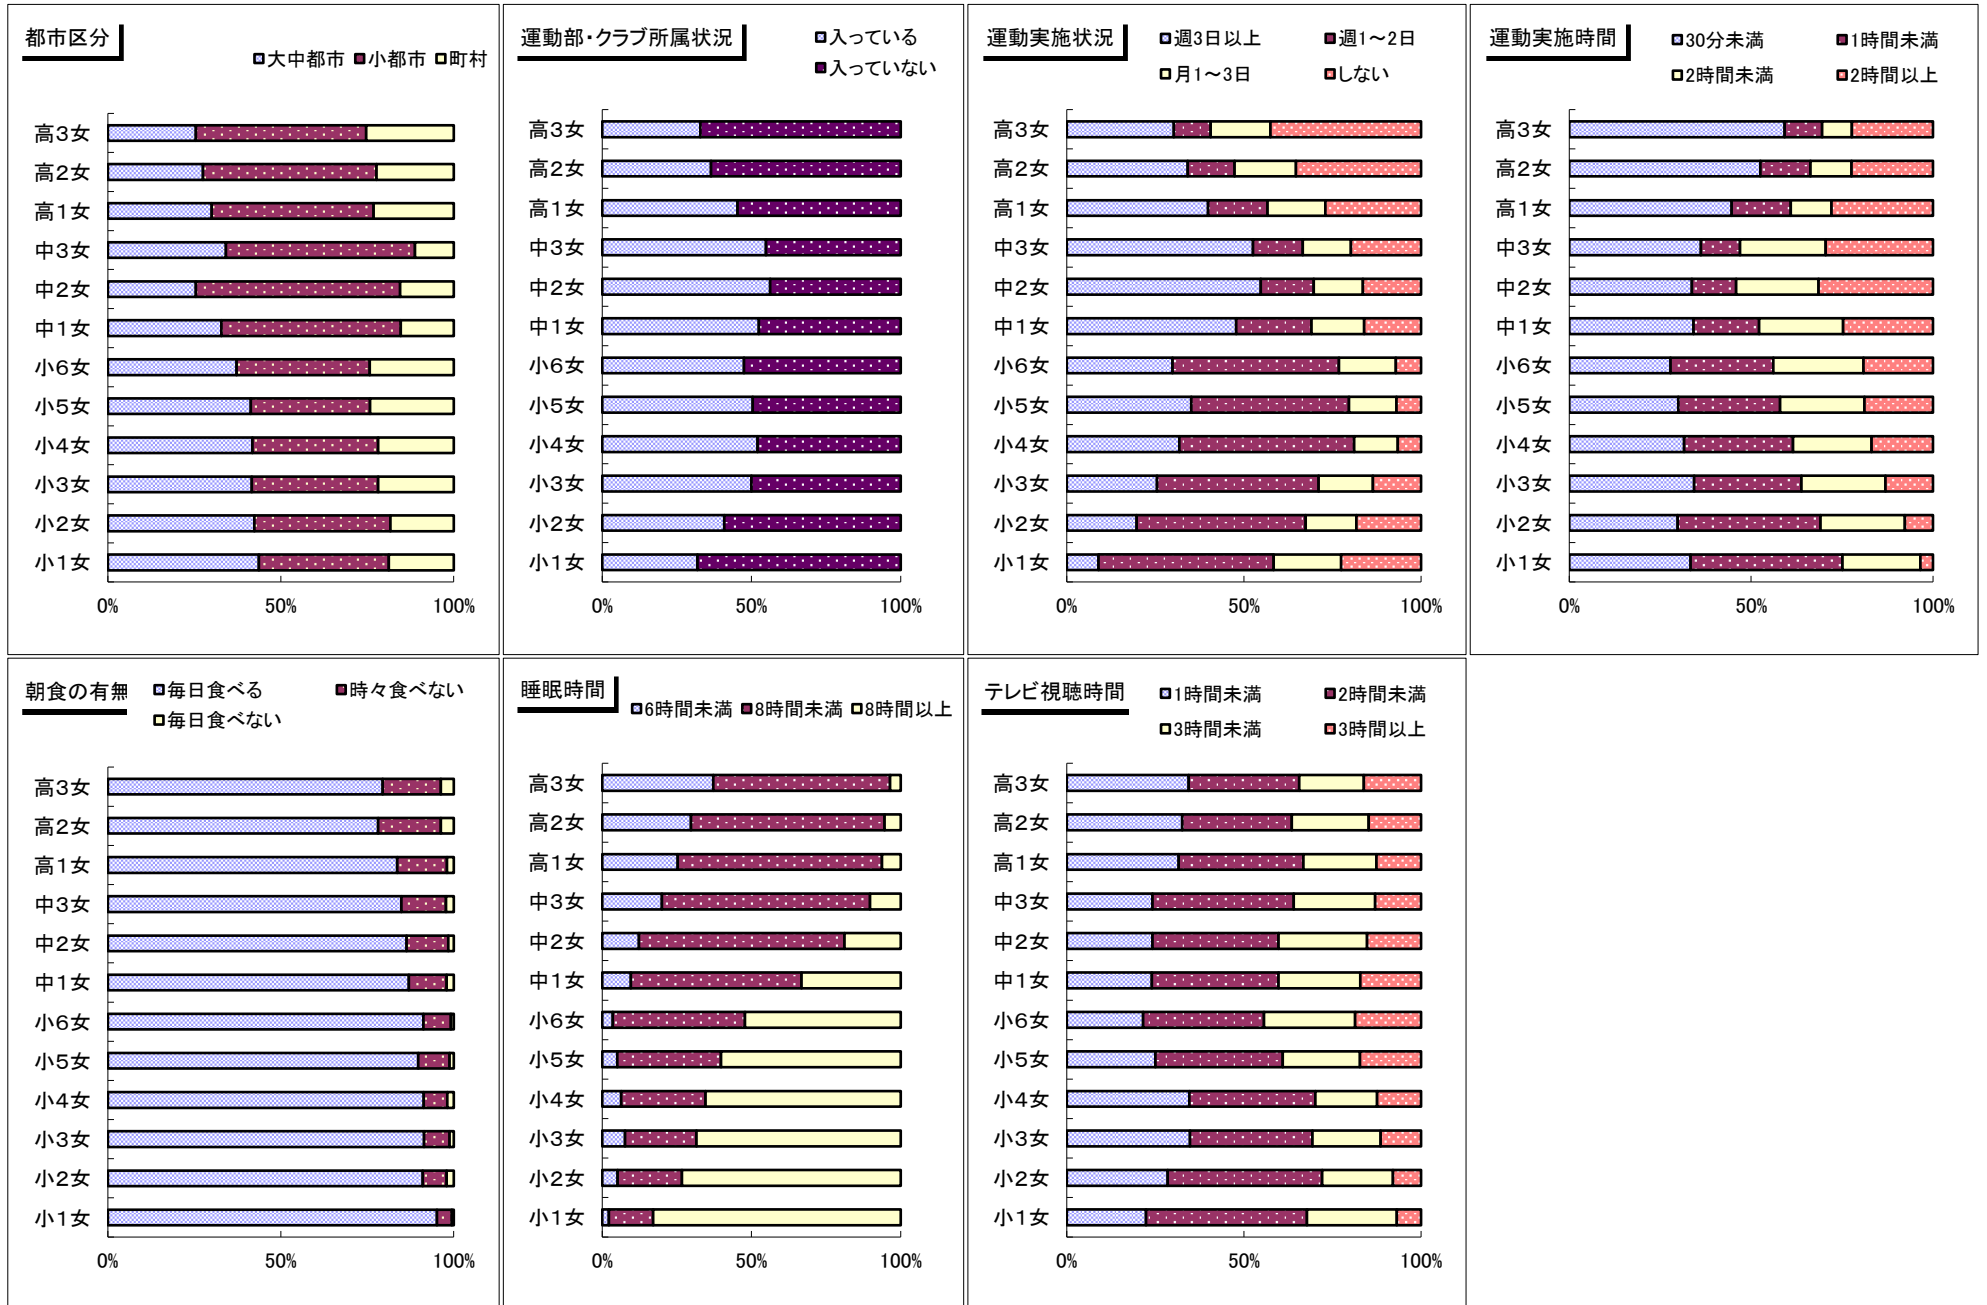 都市区分
大中都市 小都市 町村
高3女
高2女
高1女
中3女
中2女
中1女
小6女
小5女
小4女
小3女
小2女
小1女
0% 50% 100%
運動部・クラブ所属状況
入っている
入っていない
高3女
高2女
高1女
中3女
中2女
中1女
小6女
小5女
小4女
小3女
小2女
小1女
0% 50% 100%
運動実施状況
週3日以上 週1～2日
月1～3日 しない
高3女
高2女
高1女
中3女
中2女
中1女
小6女
小5女
小4女
小3女
小2女
小1女
0% 50% 100%
運動実施時間
30分未満 1時間未満
2時間未満 2時間以上
高3女
高2女
高1女
中3女
中2女
中1女
小6女
小5女
小4女
小3女
小2女
小1女
0% 50% 100%
朝食の有無
毎日食べる 時々食べない
毎日食べない
高3女
高2女
高1女
中3女
中2女
中1女
小6女
小5女
小4女
小3女
小2女
小1女
0% 50% 100%
睡眠時間
6時間未満 8時間未満 8時間以上
高3女
高2女
高1女
中3女
中2女
中1女
小6女
小5女
小4女
小3女
小2女
小1女
0% 50% 100%
テレビ視聴時間
1時間未満 2時間未満
3時間未満 3時間以上
高3女
高2女
高1女
中3女
中2女
中1女
小6女
小5女
小4女
小3女
小2女
小1女
0% 50% 100%